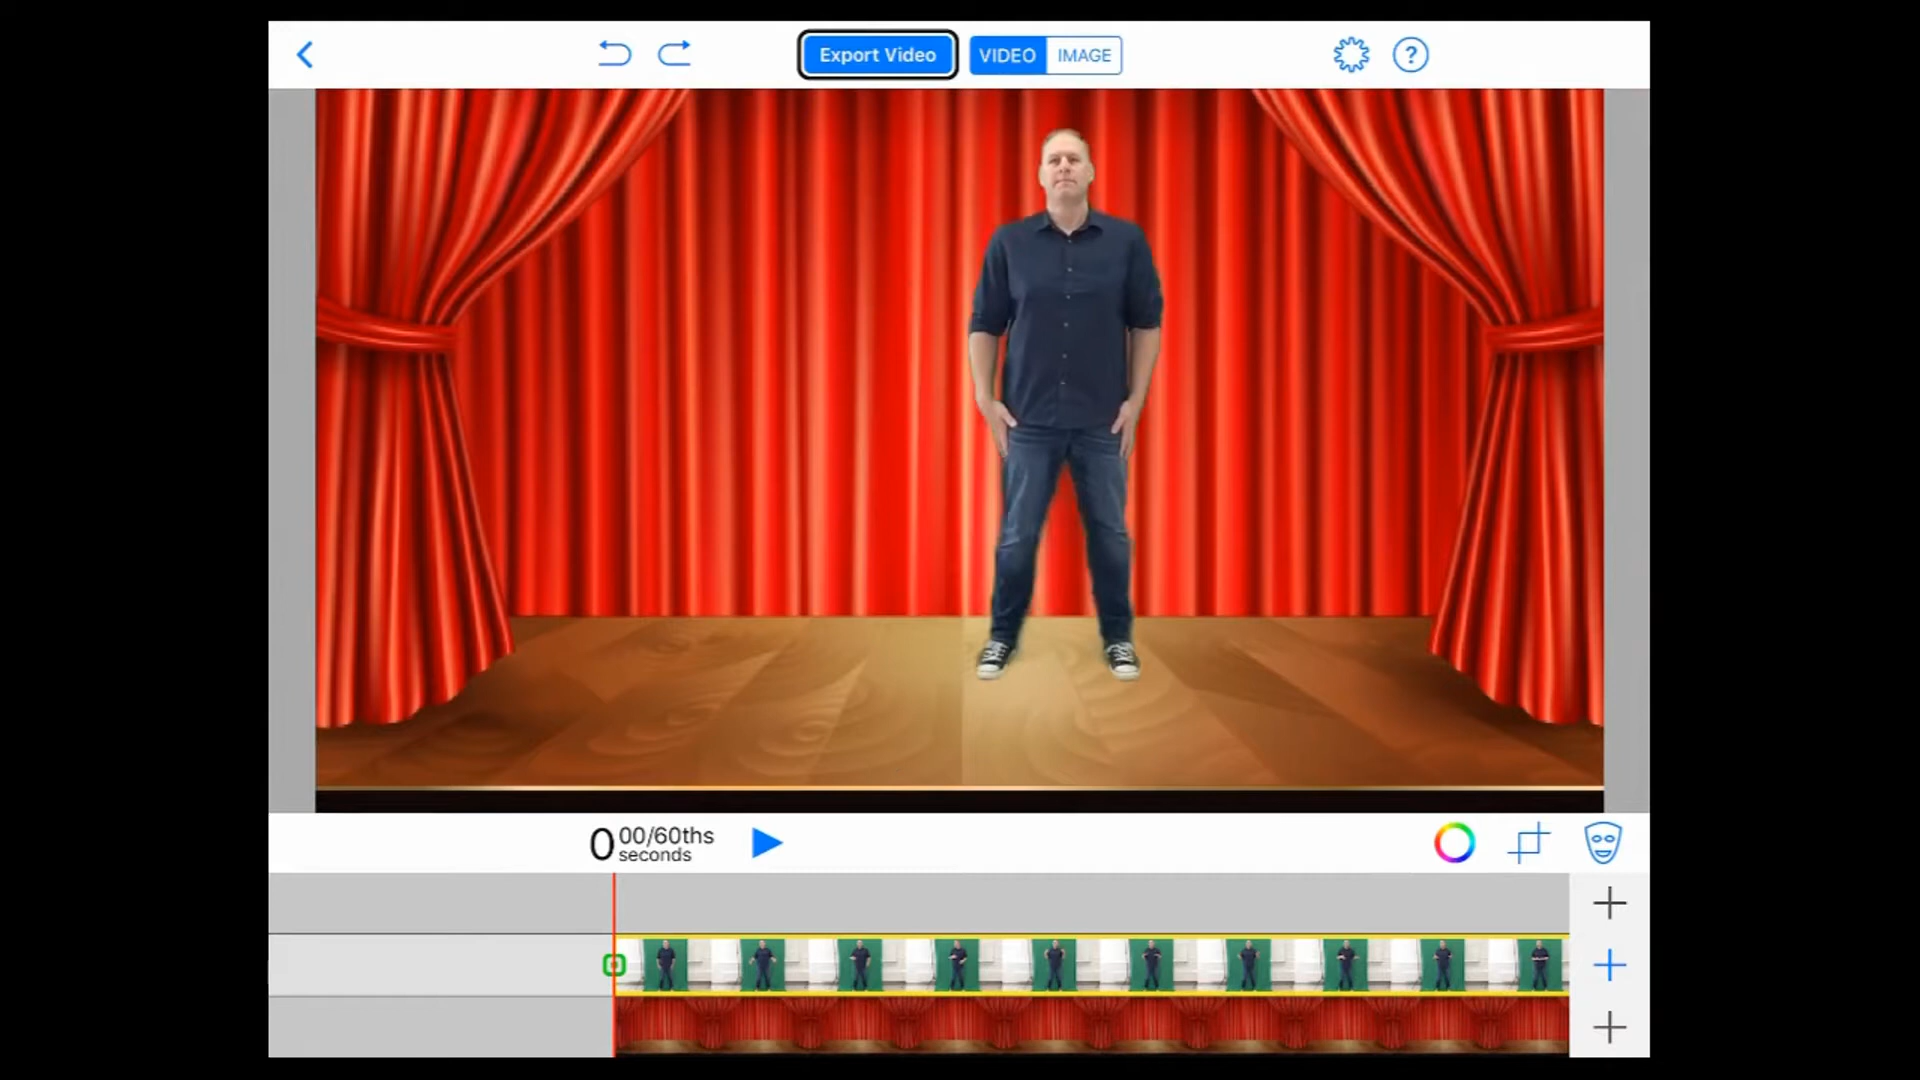 Export Video
VIDEO
IMAGE
?
0 00/60ths
seconds